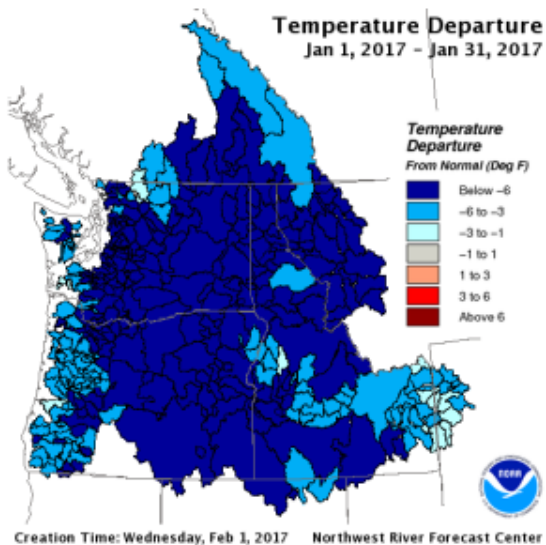 Temperature Departure
Jan 1, 2017 - Jan 31, 2017
Temperature
Departure
From Normal (Deg F)
Below -6
-6 to -3
-3 to -1
-1 to 1
1 to 3
3 to 6
Above 6
NOAA
Creation Time: Wednesday, Feb 1, 2017 Northwest River Forecast Center